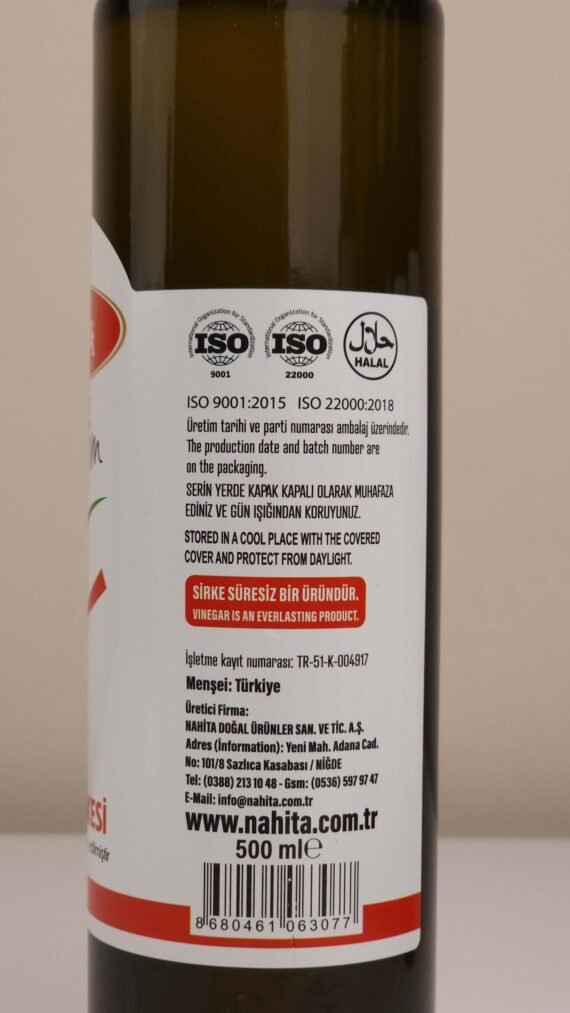 International Organization for Standardization
ISO
9001
International Organization for Standardization
ISO
22000
حلال
HALAL
ISO 9001:2015 ISO 22000:2018
Üretim tarihi ve parti numarası ambalaj üzerindedir.
The production date and batch number are
on the packaging.
SERİN YERDE KAPAK KAPALI OLARAK MUHAFAZA
EDİNİZ VE GÜN IŞIĞINDAN KORUYUNUZ.
STORED IN A COOL PLACE WITH THE COVERED
COVER AND PROTECT FROM DAYLIGHT.
SİRKE SÜRESİZ BİR ÜRÜNDÜR.
VINEGAR IS AN EVERLASTING PRODUCT.
İşletme kayıt numarası: TR-51-K-004917
Menşei: Türkiye
Üretici Firma:
NAHİTA DOĞAL ÜRÜNLER SAN. VE TİC. A.Ş.
Adres (İnformation): Yeni Mah. Adana Cad.
No: 101/8 Sazlıca Kasabası / NİĞDE
Tel: (0388) 213 10 48 - Gsm: (0536) 597 97 47
E-Mail: info@nahita.com.tr
www.nahita.com.tr
500 ml℮
8 680461 063077